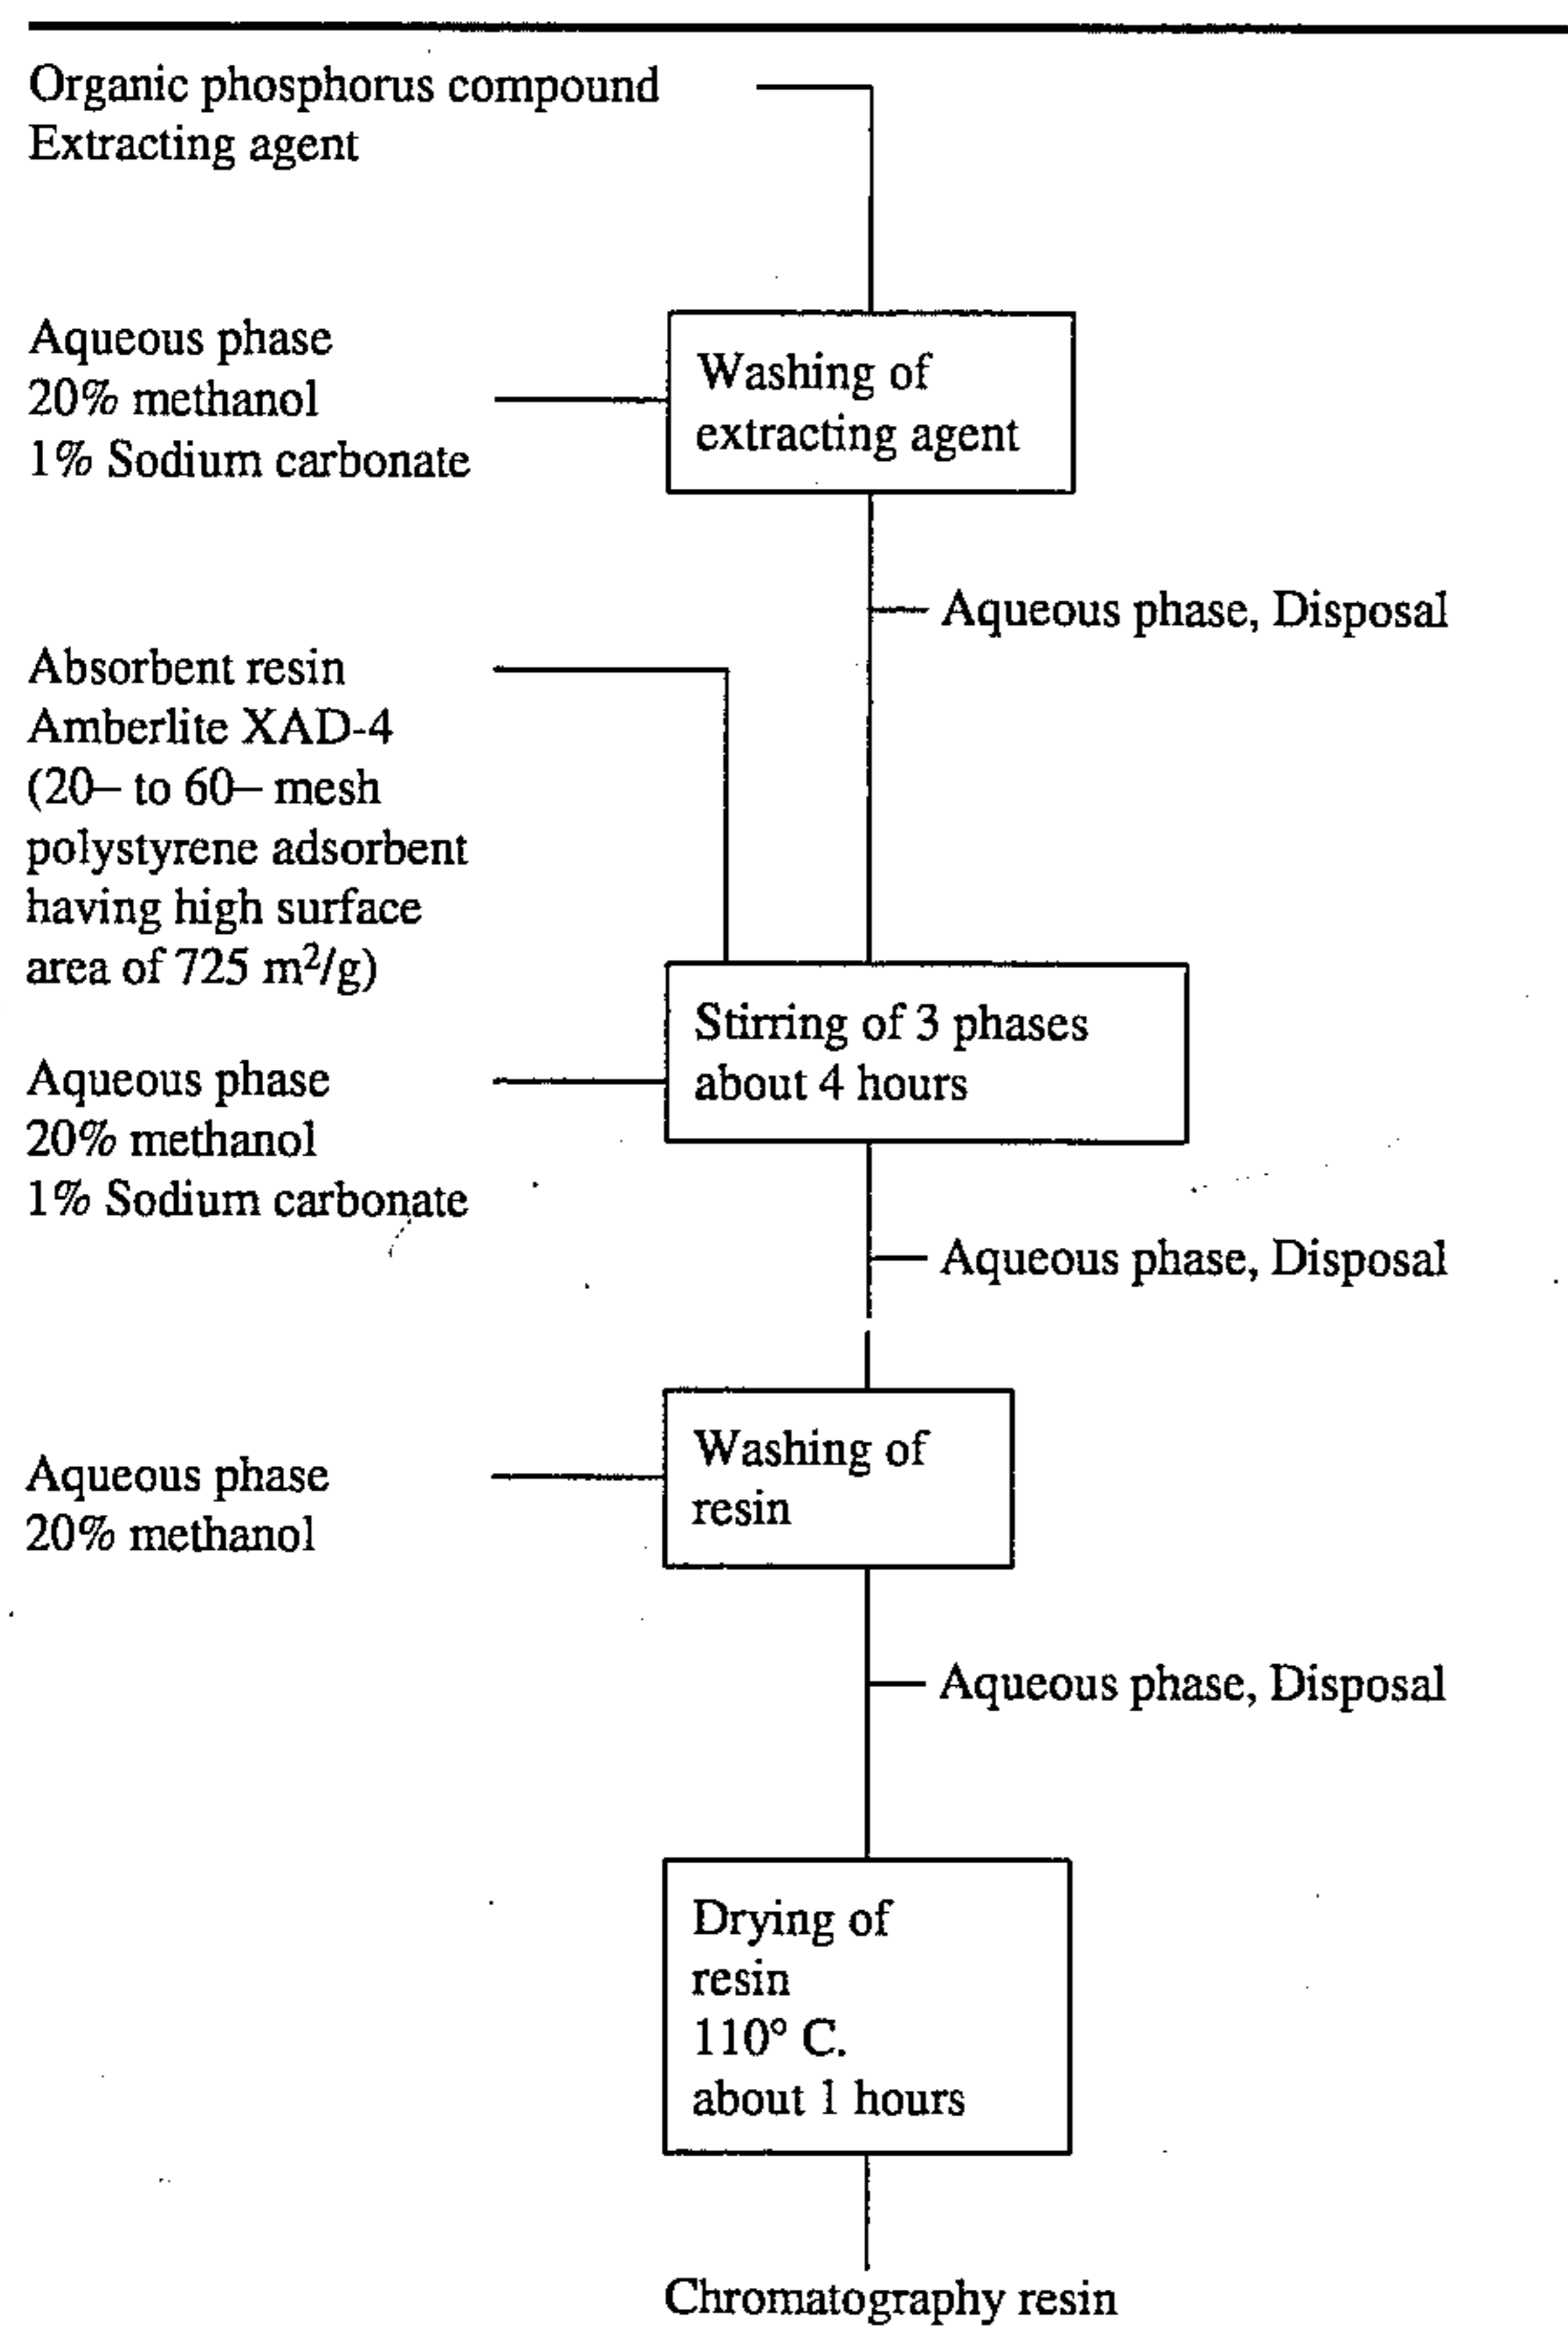 Organic phosphorus compound
Extracting agent
Aqueous phase
20% methanol
1% Sodium carbonate
Washing of
extracting agent
Aqueous phase, Disposal
Absorbent resin
Amberlite XAD-4
(20– to 60– mesh
polystyrene adsorbent
having high surface
area of 725 m²/g)
Stirring of 3 phases
about 4 hours
Aqueous phase
20% methanol
1% Sodium carbonate
Aqueous phase, Disposal
Washing of
resin
Aqueous phase
20% methanol
Aqueous phase, Disposal
Drying of
resin
110° C.
about 1 hours
Chromatography resin